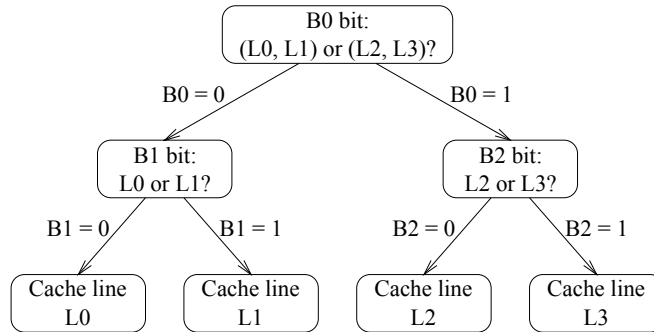 B0 bit:
(L0, L1) or (L2, L3)?
B0 = 0
B0 = 1
B1 bit:
L0 or L1?
B2 bit:
L2 or L3?
B1 = 0
B1 = 1
B2 = 0
B2 = 1
Cache line
L0
Cache line
L1
Cache line
L2
Cache line
L3